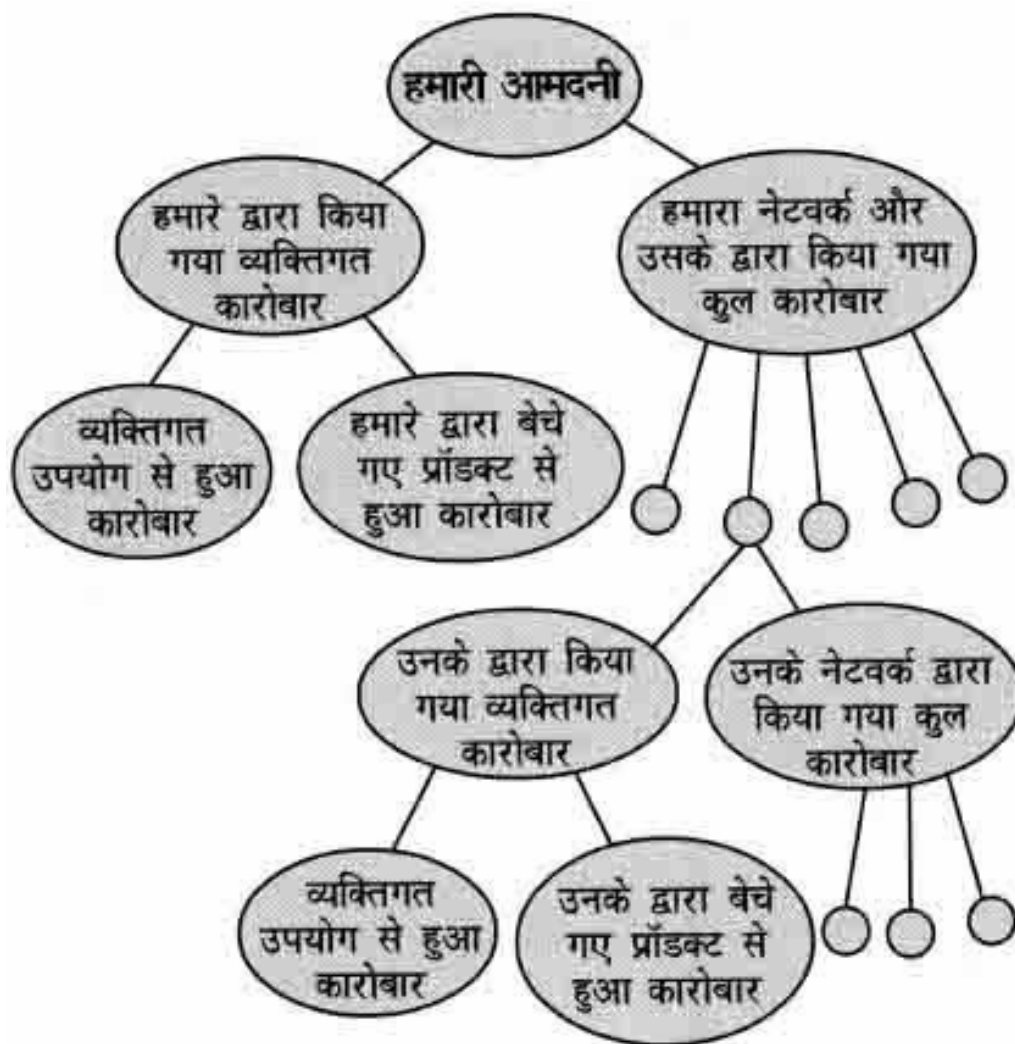 हमारी आमदनी
हमारे द्वारा किया
गया व्यक्तिगत
कारोबार
हमारा नेटवर्क और
उसके द्वारा किया गया
कुल कारोबार
व्यक्तिगत
उपयोग से हुआ
कारोबार
हमारे द्वारा बेचे
गए प्रॉडक्ट से
हुआ कारोबार
उनके द्वारा किया
गया व्यक्तिगत
कारोबार
उनके नेटवर्क द्वारा
किया गया कुल
कारोबार
व्यक्तिगत
उपयोग से हुआ
कारोबार
उनके द्वारा बेचे
गए प्रॉडक्ट से
हुआ कारोबार